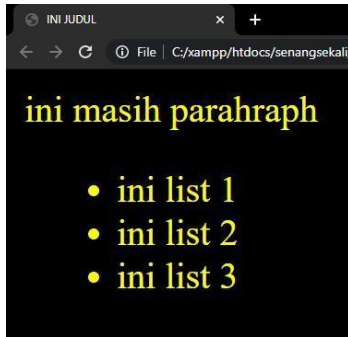 INI JUDUL
File | C:/xampp/htdocs/senangsekali
ini masih parahraph
ini list 1
ini list 2
ini list 3